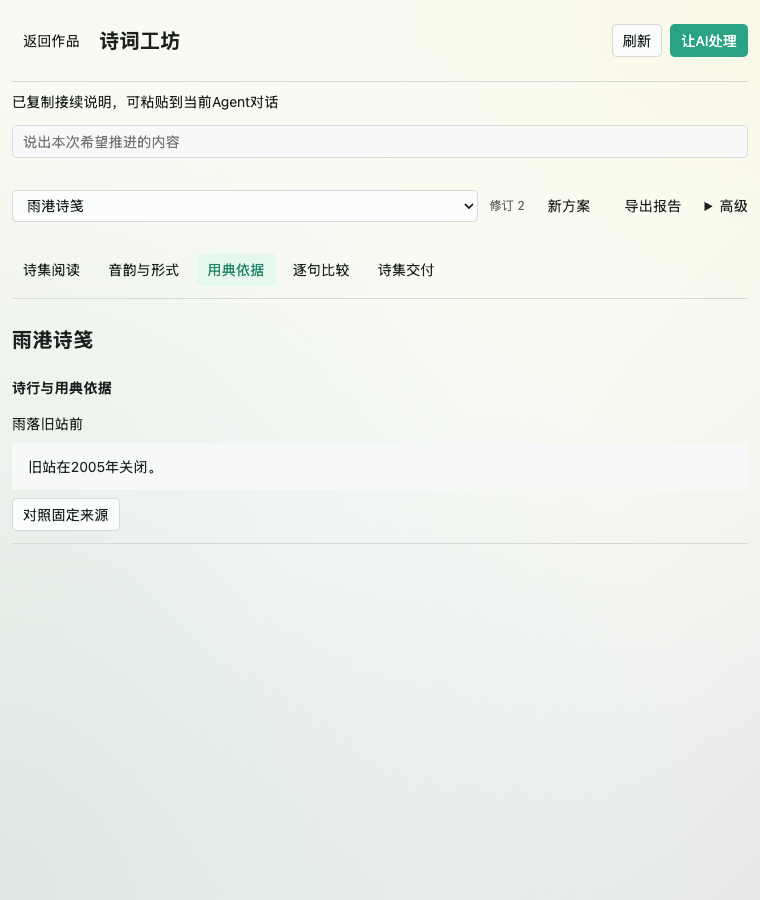 返回作品 诗词工坊 刷新 让AI处理
已复制接续说明，可粘贴到当前Agent对话
说出本次希望推进的内容
雨港诗笺 修订 2 新方案 导出报告 ▶ 高级
诗集阅读 音韵与形式 用典依据 逐句比较 诗集交付
雨港诗笺
诗行与用典依据
雨落旧站前
旧站在2005年关闭。
对照固定来源